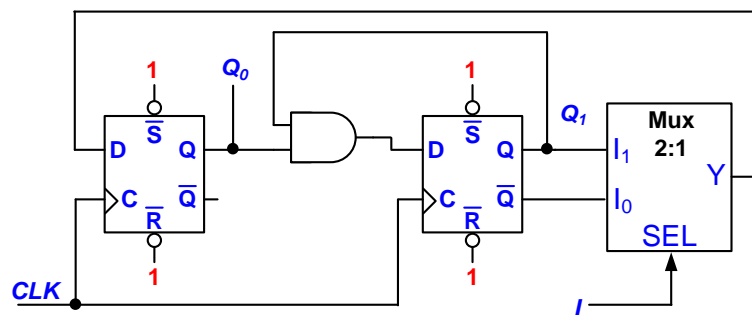 1
Q₀
1
S̅
D Q
C Q̅
R̅
1
S̅
D Q
C Q̅
R̅
1
Q₁
Mux
2:1
I₁
Y
I₀
SEL
CLK
I